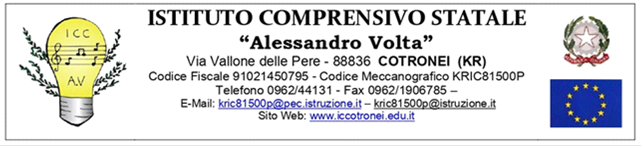 ISTITUTO COMPRENSIVO STATALE
“Alessandro Volta”
Via Vallone delle Pere - 88836 COTRONEI (KR)
Codice Fiscale 91021450795 - Codice Meccanografico KRIC81500P
Telefono 0962/44131 - Fax 0962/1906785 –
E-Mail: kric81500p@pec.istruzione.it – kric81500p@istruzione.it
Sito Web: www.iccotronei.edu.it
I C C
A.V